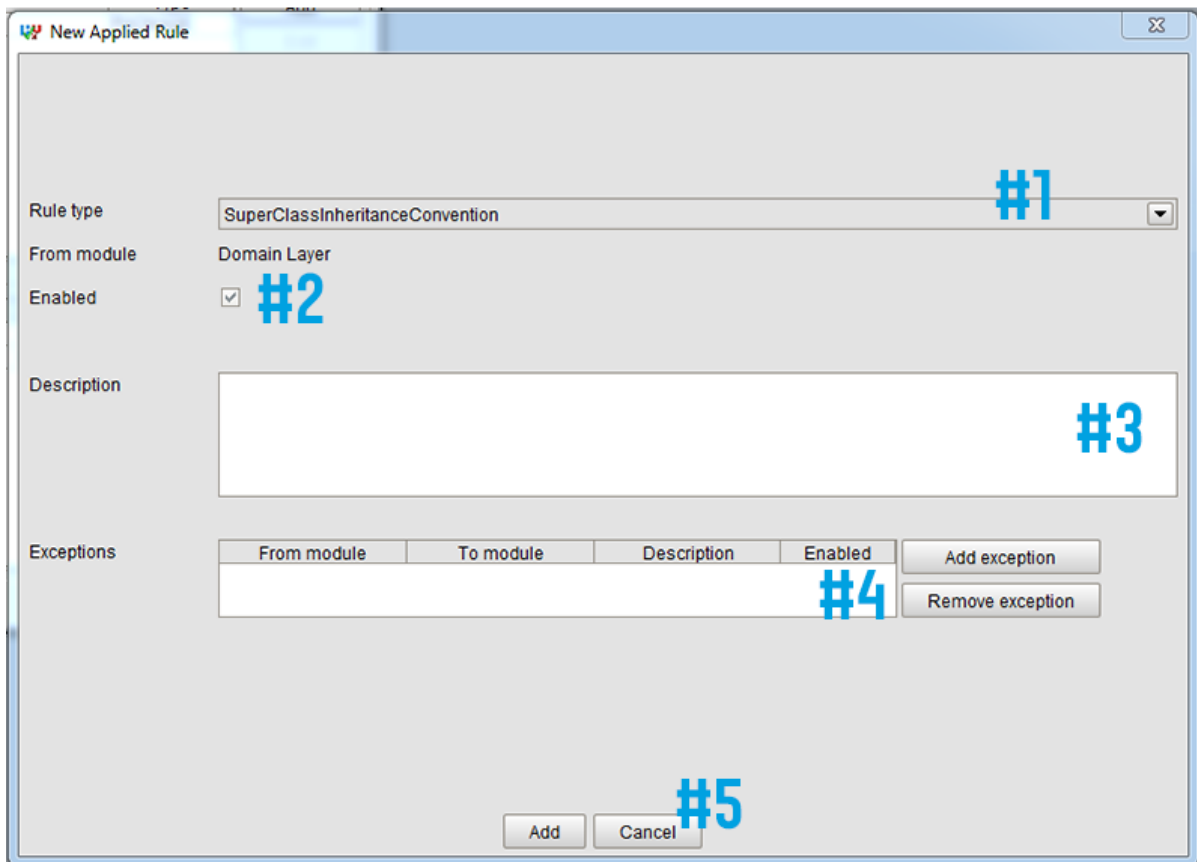 New Applied Rule
#1
Rule type SuperClassInheritanceConvention
From module Domain Layer
Enabled #2
Description
#3
Exceptions From module To module Description Enabled Add exception
#4 Remove exception
#5
Add Cancel